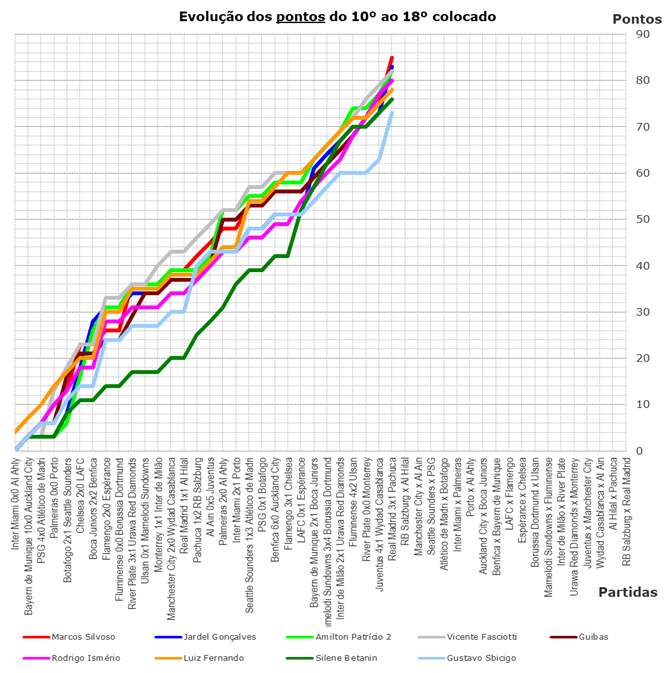 Evolução dos pontos do 10º ao 18º colocado
Pontos
90
80
70
60
50
40
30
20
10
0
Inter Miami 0x0 Al Ahly
Bayern de Munique 10x0 Auckland City
PSG 4x0 Atlético de Madri
Palmeiras 0x0 Porto
Botafogo 2x1 Seattle Sounders
Chelsea 2x0 LAFC
Boca Juniors 2x2 Benfica
Flamengo 2x0 Espérance
Fluminense 0x0 Borussia Dortmund
River Plate 3x1 Urawa Red Diamonds
Ulsan 0x1 Mamelodi Sundowns
Monterrey 1x1 Inter de Milão
Manchester City 2x0 Wydad Casablanca
Real Madrid 1x1 Al Hilal
Pachuca 1x2 RB Salzburg
Al Ain 0x5 Juventus
Palmeiras 2x0 Al Ahly
Inter Miami 2x1 Porto
Seattle Sounders 1x3 Atlético de Madri
PSG 0x1 Botafogo
Benfica 6x0 Auckland City
Flamengo 3x1 Chelsea
LAFC 0x1 Espérance
Bayern de Munique 2x1 Boca Juniors
Mamelodi Sundowns 3x4 Borussia Dortmund
Inter de Milão 2x1 Urawa Red Diamonds
Fluminense 4x2 Ulsan
River Plate 0x0 Monterrey
Juventus 4x1 Wydad Casablanca
Real Madrid 3x1 Pachuca
RB Salzburg x Al Hilal
Manchester City x Al Ain
Seattle Sounders x PSG
Atlético de Madri x Botafogo
Inter Miami x Palmeiras
Porto x Al Ahly
Auckland City x Boca Juniors
Benfica x Bayern de Munique
LAFC x Flamengo
Espérance x Chelsea
Borussia Dortmund x Ulsan
Mamelodi Sundowns x Fluminense
Inter de Milão x River Plate
Urawa Red Diamonds x Monterrey
Juventus x Manchester City
Wydad Casablanca x Al Ain
Al Hilal x Pachuca
RB Salzburg x Real Madrid
Partidas
Marcos Silvoso
Jardel Gonçalves
Amilton Patrício 2
Vicente Fasciotti
Guibas
Rodrigo Ismério
Luiz Fernando
Silene Betanin
Gustavo Sbicigo